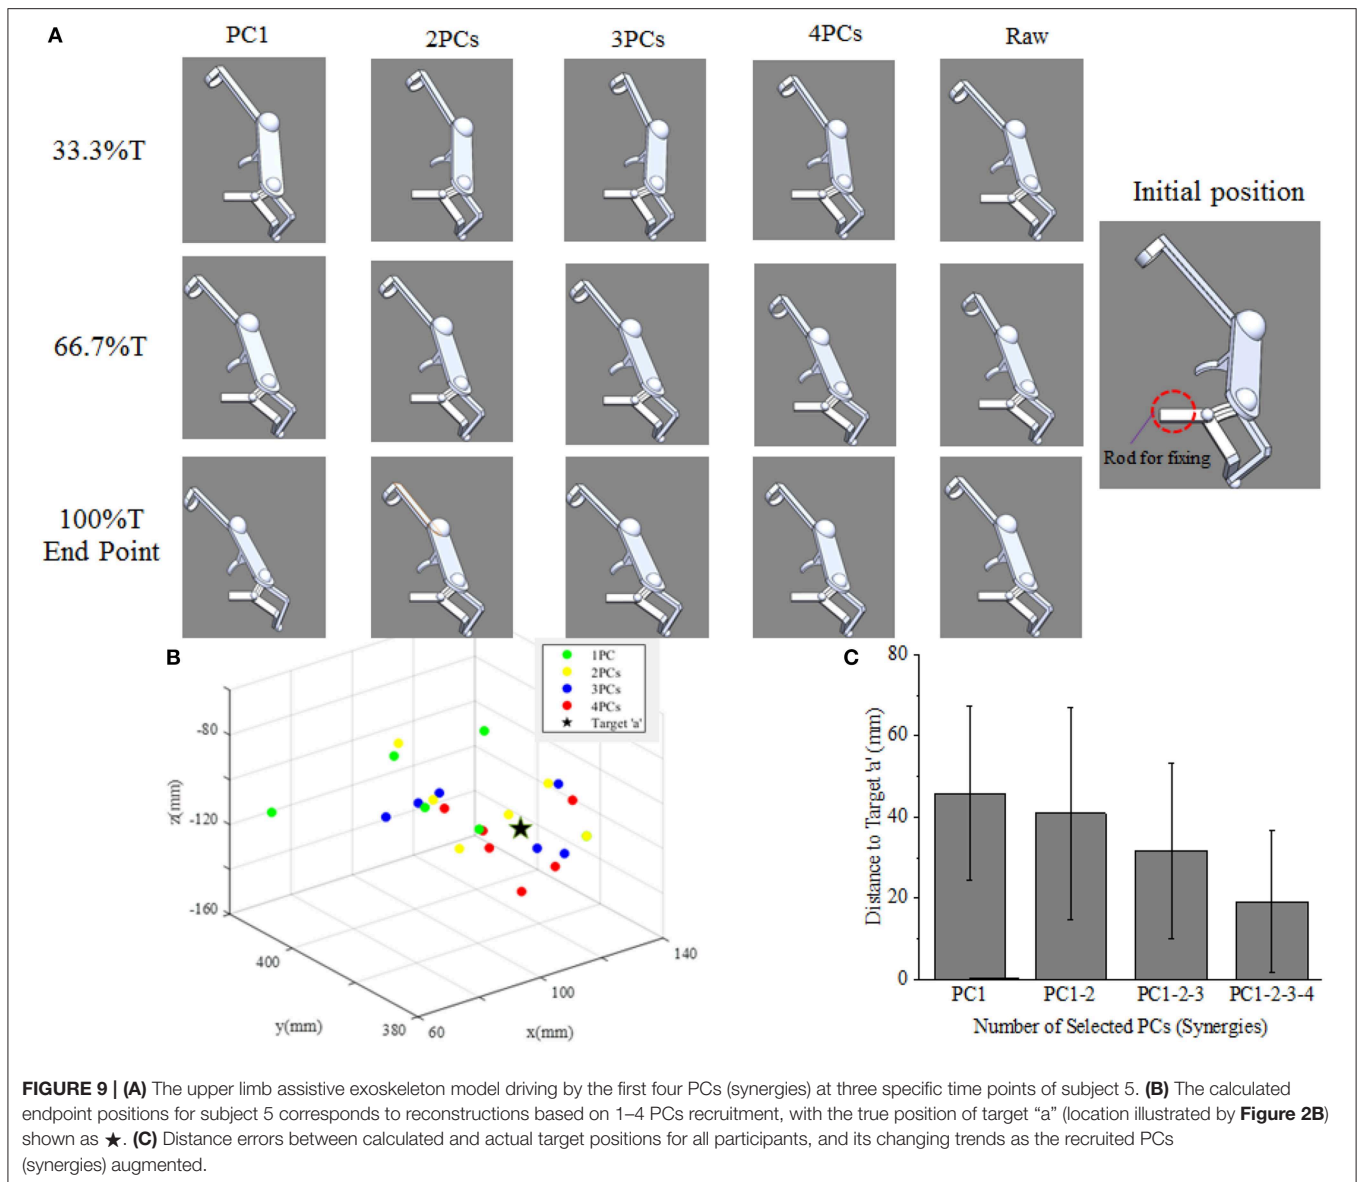 A
PC1
2PCs
3PCs
4PCs
Raw
33.3%T
Initial position
66.7%T
Rod for fixing
100%T
End Point
B
1PC
2PCs
3PCs
4PCs
Target 'a'
-80
z(mm)
-120
-160
400
y(mm)
380
60
x(mm)
100
140
C
80
60
40
20
0
Distance to Target 'a' (mm)
PC1
PC1-2
PC1-2-3
PC1-2-3-4
Number of Selected PCs (Synergies)
FIGURE 9 | (A) The upper limb assistive exoskeleton model driving by the first four PCs (synergies) at three specific time points of subject 5. (B) The calculated
endpoint positions for subject 5 corresponds to reconstructions based on 1–4 PCs recruitment, with the true position of target “a” (location illustrated by Figure 2B)
shown as ★. (C) Distance errors between calculated and actual target positions for all participants, and its changing trends as the recruited PCs
(synergies) augmented.